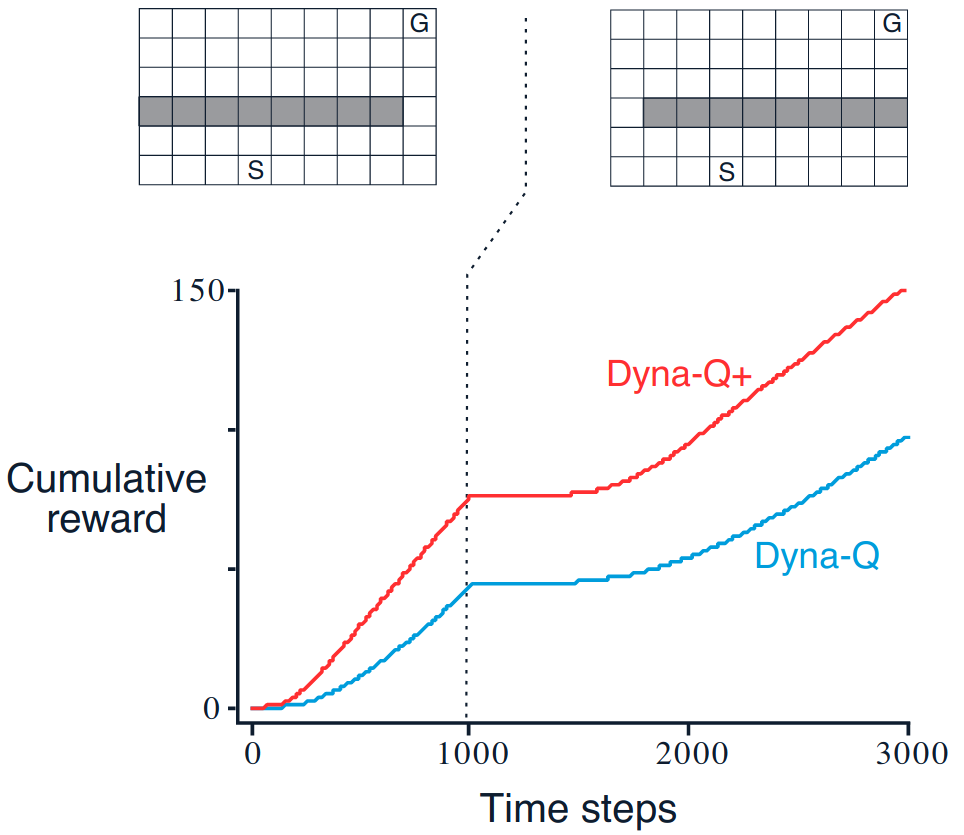 G
G
S
S
150
Dyna-Q+
Cumulative
reward
Dyna-Q
0
0
1000
2000
3000
Time steps